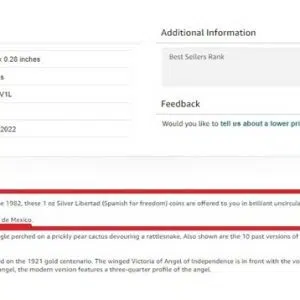 Additional Information
0.28 inches
Best Sellers Rank
s
V1L
Feedback
2022
Would you like to tell us about a lower pri
e 1982, these 1 oz Silver Libertad (Spanish for freedom) coins are offered to you in brilliant uncircula
de Mexico.
gle perched on a prickly pear cactus devouring a rattlesnake. Also shown are the 10 past versions of
d on the 1921 gold centenario. The winged Victoria of Angel of Independence is in front with the vo
angel, the modern version features a three-quarter profile of the angel.